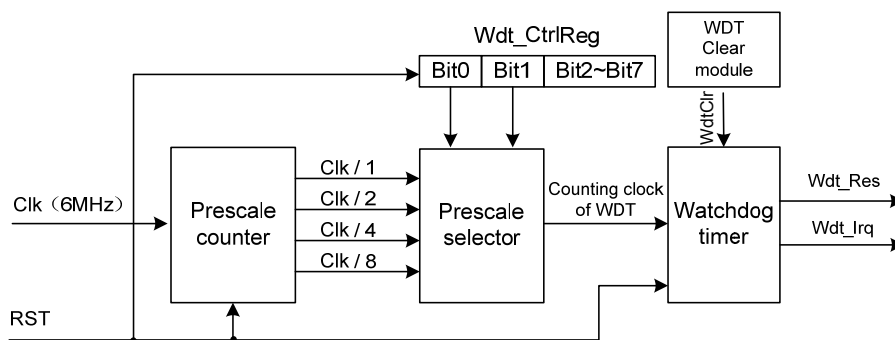 Wdt_CtrlReg
Bit0 Bit1 Bit2~Bit7
WDT
Clear
module
WdtClr
Clk（6MHz）
Prescale
counter
Clk / 1
Clk / 2
Clk / 4
Clk / 8
Prescale
selector
Counting clock
of WDT
Watchdog
timer
Wdt_Res
Wdt_Irq
RST